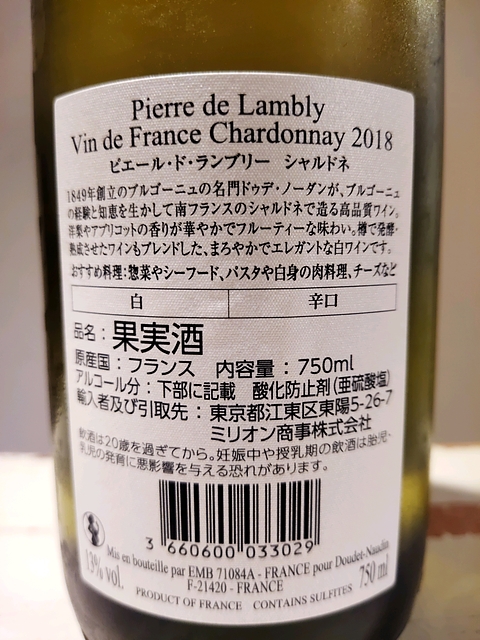 Pierre de Lambly
Vin de France Chardonnay 2018
ピエール・ド・ランブリー シャルドネ
1849年創立のブルゴーニュの名門ドゥデ・ノーダンが、ブルゴーニュ
の経験と知恵を生かして南フランスのシャルドネで造る高品質ワイン。
洋梨やアプリコットの香りが華やかでフルーティーな味わい。樽で発酵・
熟成させたワインもブレンドした、まろやかでエレガントな白ワインです。
おすすめ料理:惣菜やシーフード、パスタや白身の肉料理、チーズなど
白 辛口
品名:果実酒
原産国:フランス 内容量:750ml
アルコール分:下部に記載 酸化防止剤(亜硫酸塩)
輸入者及び引取先:東京都江東区東陽5-26-7
ミリオン商事株式会社
飲酒は20歳を過ぎてから。妊娠中や授乳期の飲酒は胎児・
乳児の発育に悪影響を与える恐れがあります。
3 660600 033029
13% vol. Mis en bouteille par EMB 71084A - FRANCE pour Doudet-Naudin 750 ml
F-21420 - FRANCE
PRODUCT OF FRANCE CONTAINS SULFITES